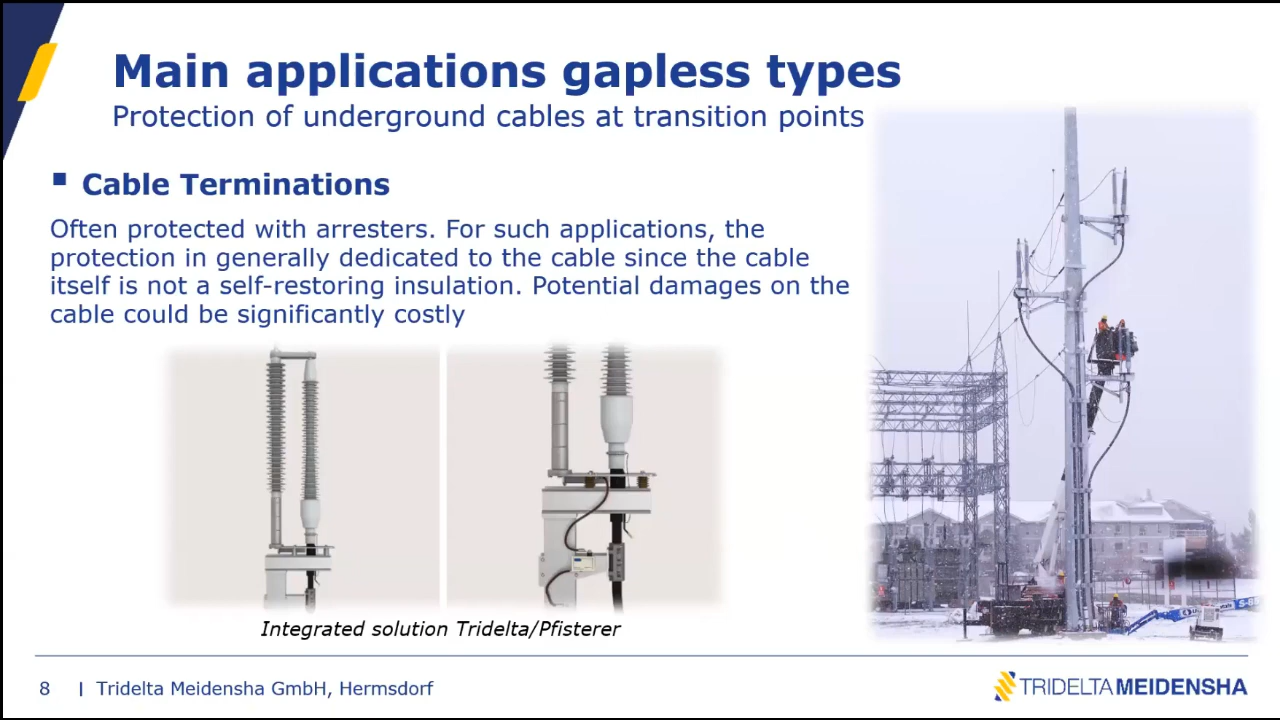 Main applications gapless types
Protection of underground cables at transition points
▪ Cable Terminations
Often protected with arresters. For such applications, the
protection in generally dedicated to the cable since the cable
itself is not a self-restoring insulation. Potential damages on the
cable could be significantly costly
Integrated solution Tridelta/Pfisterer
8 | Tridelta Meidensha GmbH, Hermsdorf
TRIDELTAMEIDENSHA